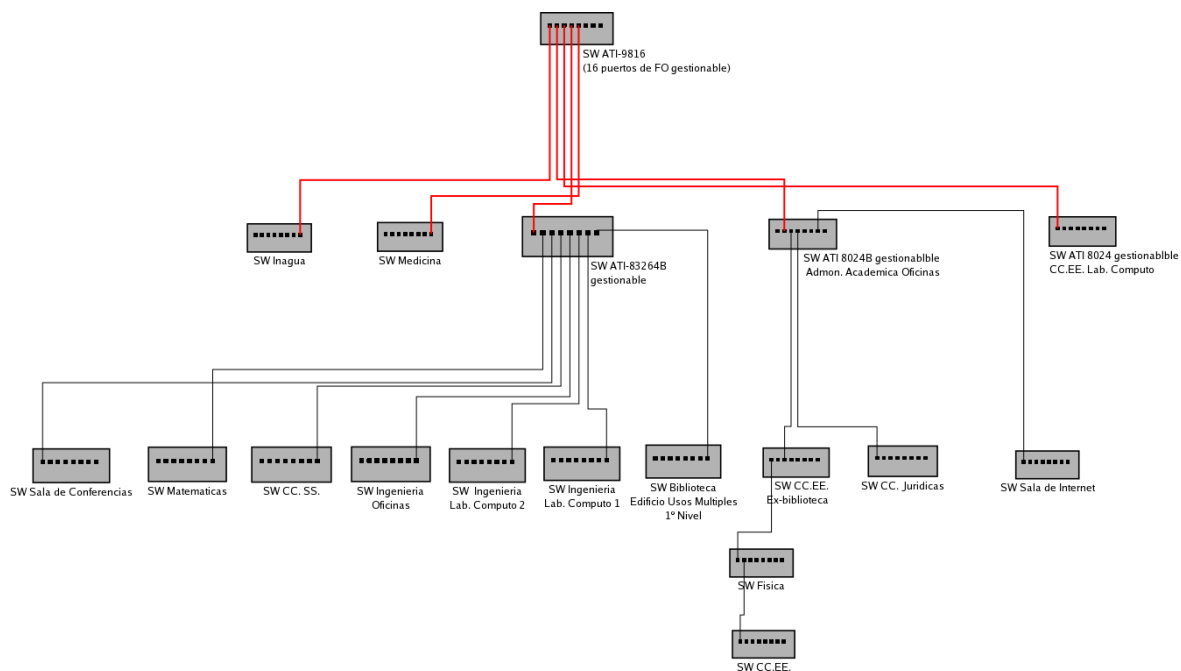 SW ATI-9816
(16 puertos de FO gestionable)
SW Inagua
SW Medicina
SW ATI-83264B
gestionable
SW ATI 8024B gestionablble
Admon. Academica Oficinas
SW ATI 8024 gestionablble
CC.EE. Lab. Computo
SW Sala de Conferencias
SW Matematicas
SW CC. SS.
SW Ingenieria
Oficinas
SW Ingenieria
Lab. Computo 2
SW Ingenieria
Lab. Computo 1
SW Biblioteca
Edificio Usos Multiples
1º Nivel
SW CC.EE.
Ex-biblioteca
SW CC. Juridicas
SW Sala de Internet
SW Fisica
SW CC.EE.